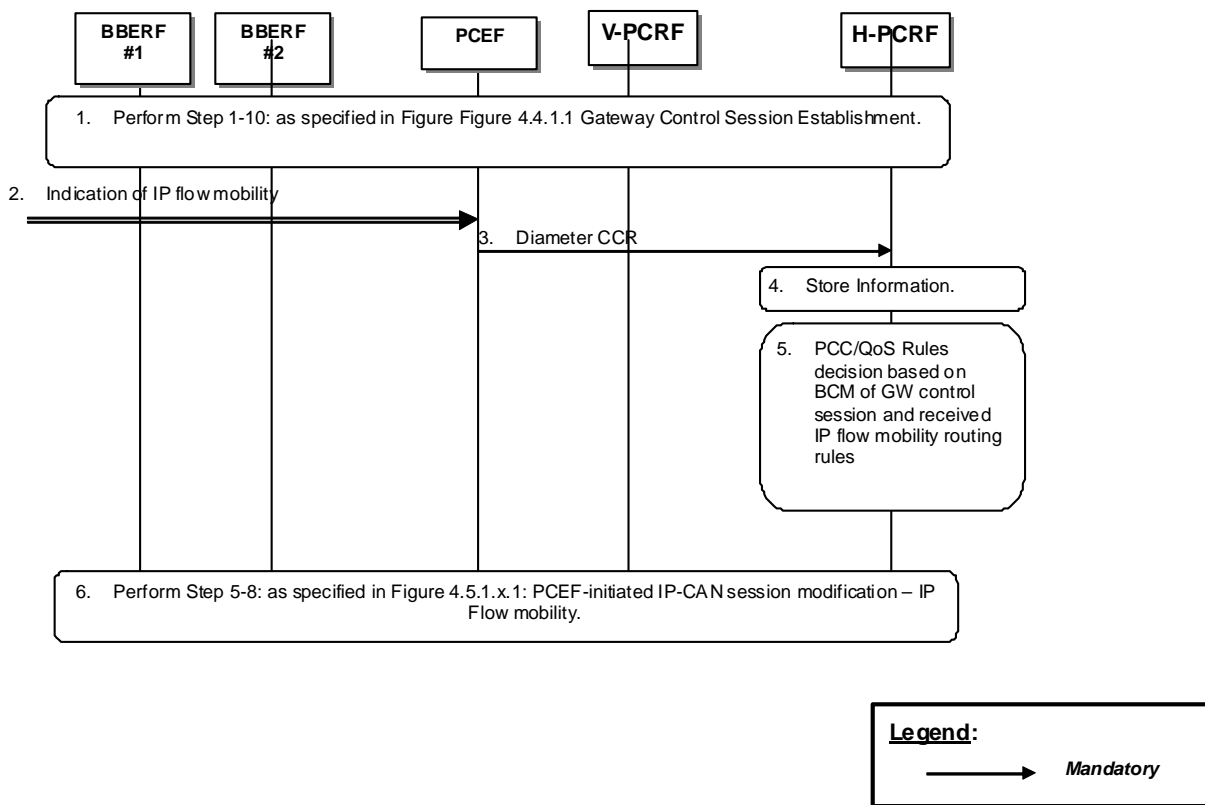 BBERF
#1
BBERF
#2
PCEF
V-PCRF
H-PCRF
1. Perform Step 1-10: as specified in Figure Figure 4.4.1.1 Gateway Control Session Establishment.
2. Indication of IP flow mobility
3. Diameter CCR
4. Store Information.
5. PCC/QoS Rules
decision based on
BCM of GW control
session and received
IP flow mobility routing
rules
6. Perform Step 5-8: as specified in Figure 4.5.1.x.1: PCEF-initiated IP-CAN session modification – IP
Flow mobility.
Legend:
Mandatory